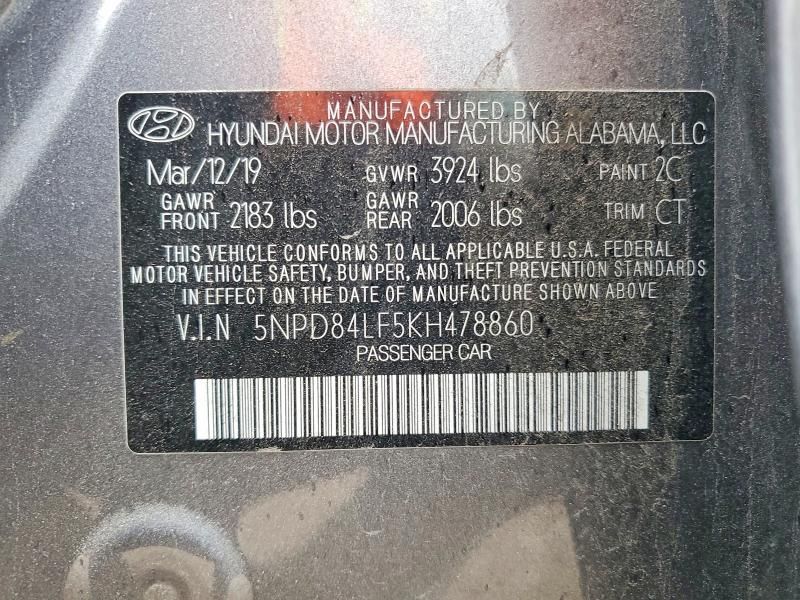 MANUFACTURED BY
HYUNDAI MOTOR MANUFACTURING ALABAMA, LLC
Mar/12/19 GVWR 3924 lbs PAINT 2C
GAWR FRONT 2183 lbs GAWR REAR 2006 lbs TRIM CT
THIS VEHICLE CONFORMS TO ALL APPLICABLE U.S.A. FEDERAL
MOTOR VEHICLE SAFETY, BUMPER, AND THEFT PREVENTION STANDARDS
IN EFFECT ON THE DATE OF MANUFACTURE SHOWN ABOVE
V.I.N 5NPD84LF5KH478860
PASSENGER CAR